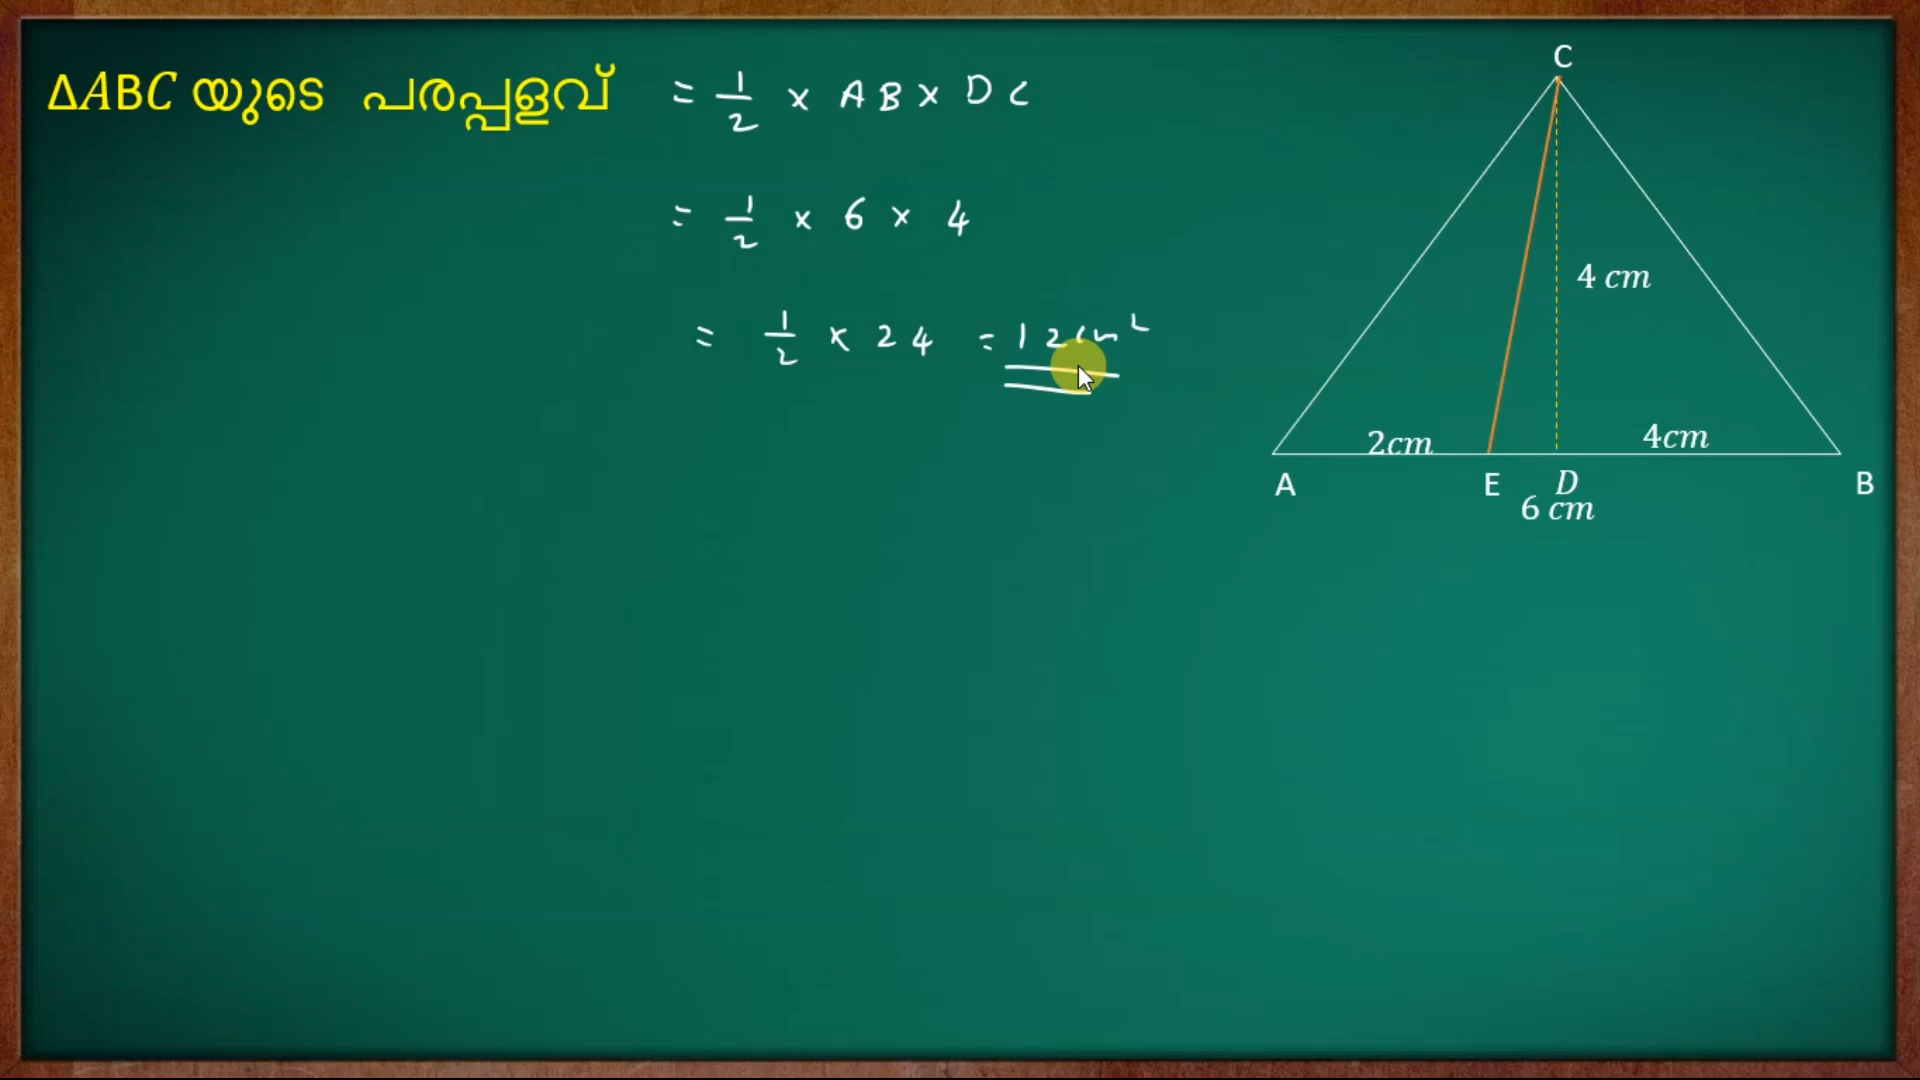 ΔABC യുടെ പരപ്പളവ് = 1/2 × AB × DC
= 1/2 × 6 × 4
= 1/2 × 24 = 12cm²
C
4 cm
2cm 4cm
A E D B
6 cm